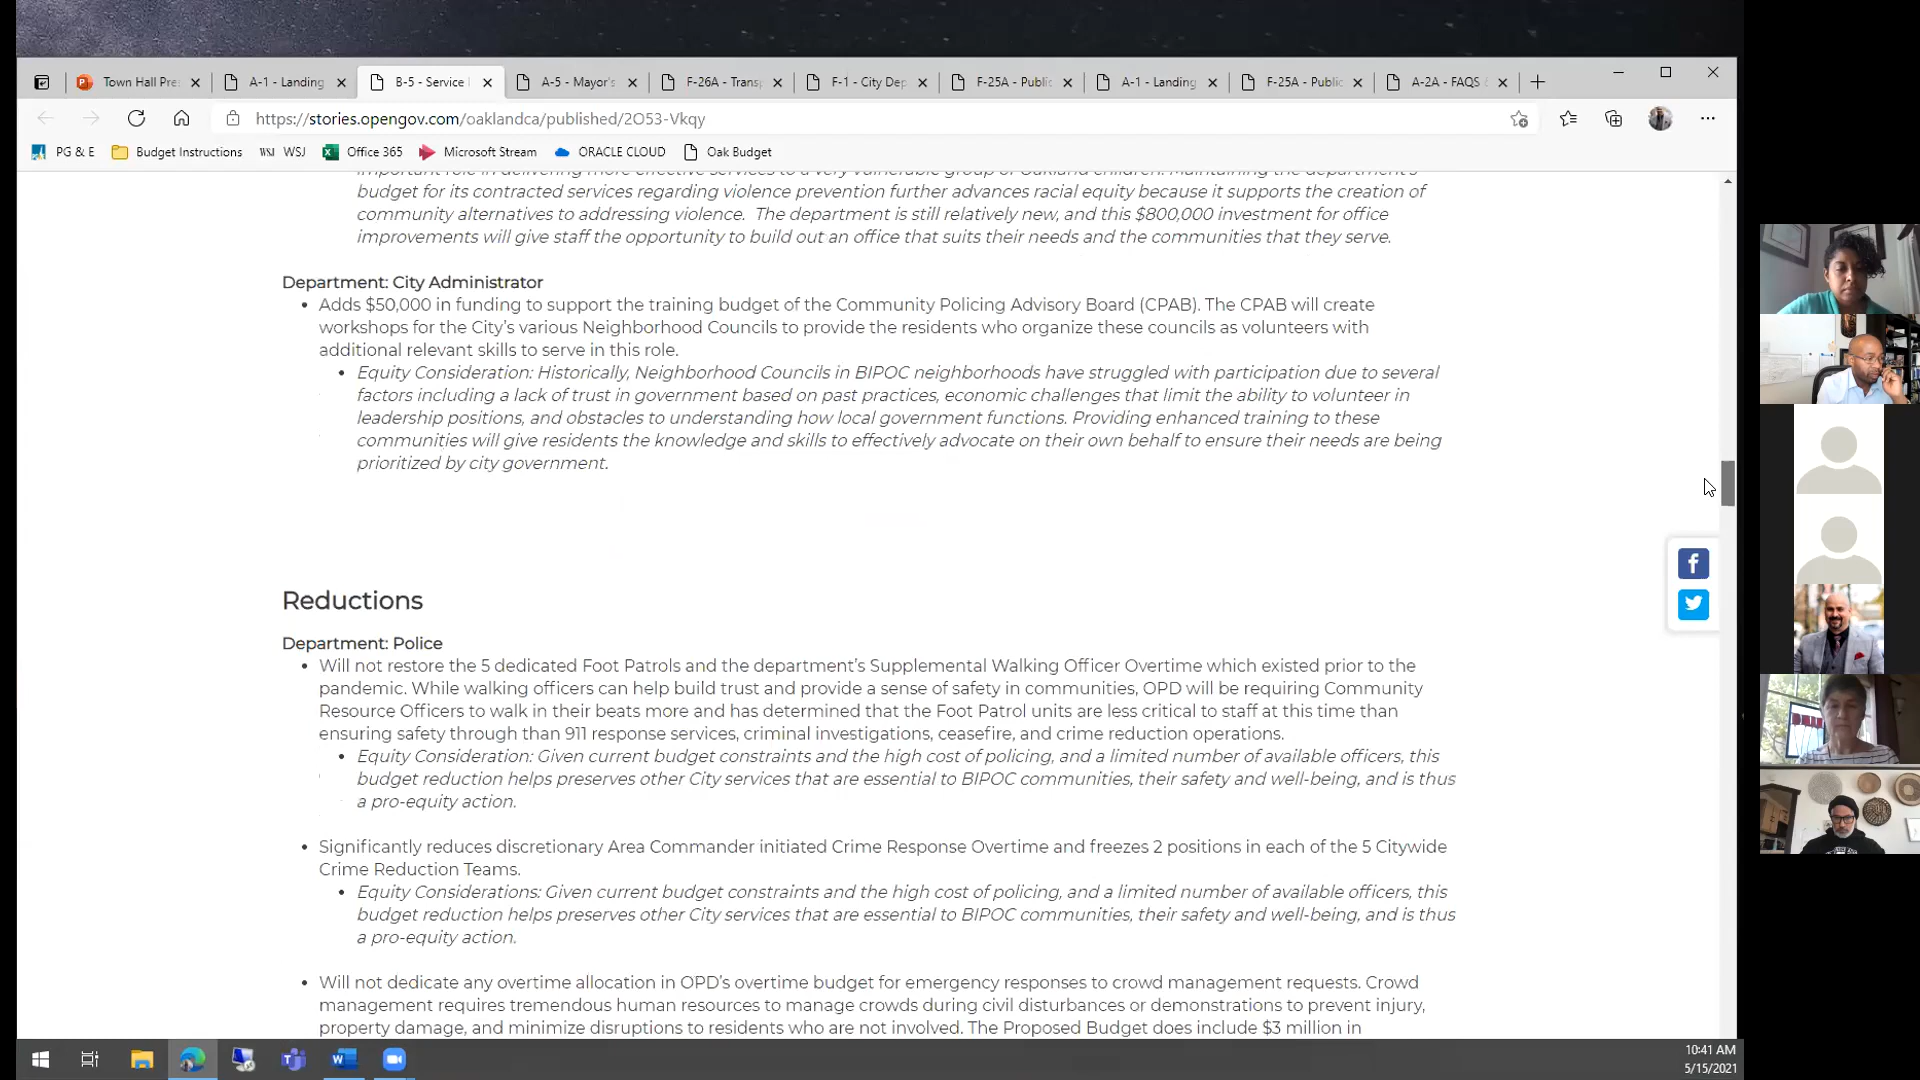 Town Hall Pre
A-1 - Landing
B-5 - Service
A-5 - Mayor's
F-26A - Trans
F-1 - City Dep
F-25A - Public
A-1 - Landing
F-25A - Public
A-2A - FAQS
https://stories.opengov.com/oaklandca/published/2O53-Vkqy
PG & E
Budget Instructions
WSJ WSJ
Office 365
Microsoft Stream
ORACLE CLOUD
Oak Budget
important role in delivering more effective services to a very vulnerable group of Oakland children. Maintaining the department's
budget for its contracted services regarding violence prevention further advances racial equity because it supports the creation of
community alternatives to addressing violence. The department is still relatively new, and this $800,000 investment for office
improvements will give staff the opportunity to build out an office that suits their needs and the communities that they serve.
Department: City Administrator
• Adds $50,000 in funding to support the training budget of the Community Policing Advisory Board (CPAB). The CPAB will create
workshops for the City's various Neighborhood Councils to provide the residents who organize these councils as volunteers with
additional relevant skills to serve in this role.
• Equity Consideration: Historically, Neighborhood Councils in BIPOC neighborhoods have struggled with participation due to several
factors including a lack of trust in government based on past practices, economic challenges that limit the ability to volunteer in
leadership positions, and obstacles to understanding how local government functions. Providing enhanced training to these
communities will give residents the knowledge and skills to effectively advocate on their own behalf to ensure their needs are being
prioritized by city government.
Reductions
Department: Police
• Will not restore the 5 dedicated Foot Patrols and the department's Supplemental Walking Officer Overtime which existed prior to the
pandemic. While walking officers can help build trust and provide a sense of safety in communities, OPD will be requiring Community
Resource Officers to walk in their beats more and has determined that the Foot Patrol units are less critical to staff at this time than
ensuring safety through than 911 response services, criminal investigations, ceasefire, and crime reduction operations.
• Equity Consideration: Given current budget constraints and the high cost of policing, and a limited number of available officers, this
budget reduction helps preserves other City services that are essential to BIPOC communities, their safety and well-being, and is thus
a pro-equity action.
• Significantly reduces discretionary Area Commander initiated Crime Response Overtime and freezes 2 positions in each of the 5 Citywide
Crime Reduction Teams.
• Equity Considerations: Given current budget constraints and the high cost of policing, and a limited number of available officers, this
budget reduction helps preserves other City services that are essential to BIPOC communities, their safety and well-being, and is thus
a pro-equity action.
• Will not dedicate any overtime allocation in OPD's overtime budget for emergency responses to crowd management requests. Crowd
management requires tremendous human resources to manage crowds during civil disturbances or demonstrations to prevent injury,
property damage, and minimize disruptions to residents who are not involved. The Proposed Budget does include $3 million in
10:41 AM
5/15/2021